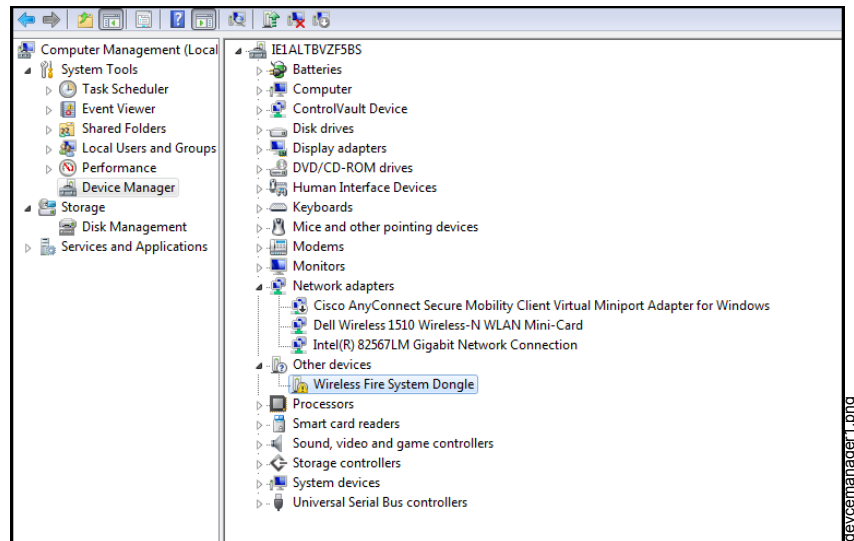 Computer Management (Local
System Tools
Task Scheduler
Event Viewer
Shared Folders
Local Users and Groups
Performance
Device Manager
Storage
Disk Management
Services and Applications
IE1ALTBVZF5BS
Batteries
Computer
ControlVault Device
Disk drives
Display adapters
DVD/CD-ROM drives
Human Interface Devices
Keyboards
Mice and other pointing devices
Modems
Monitors
Network adapters
Cisco AnyConnect Secure Mobility Client Virtual Miniport Adapter for Windows
Dell Wireless 1510 Wireless-N WLAN Mini-Card
Intel(R) 82567LM Gigabit Network Connection
Other devices
Wireless Fire System Dongle
Processors
Smart card readers
Sound, video and game controllers
Storage controllers
System devices
Universal Serial Bus controllers
devcemanager1.png